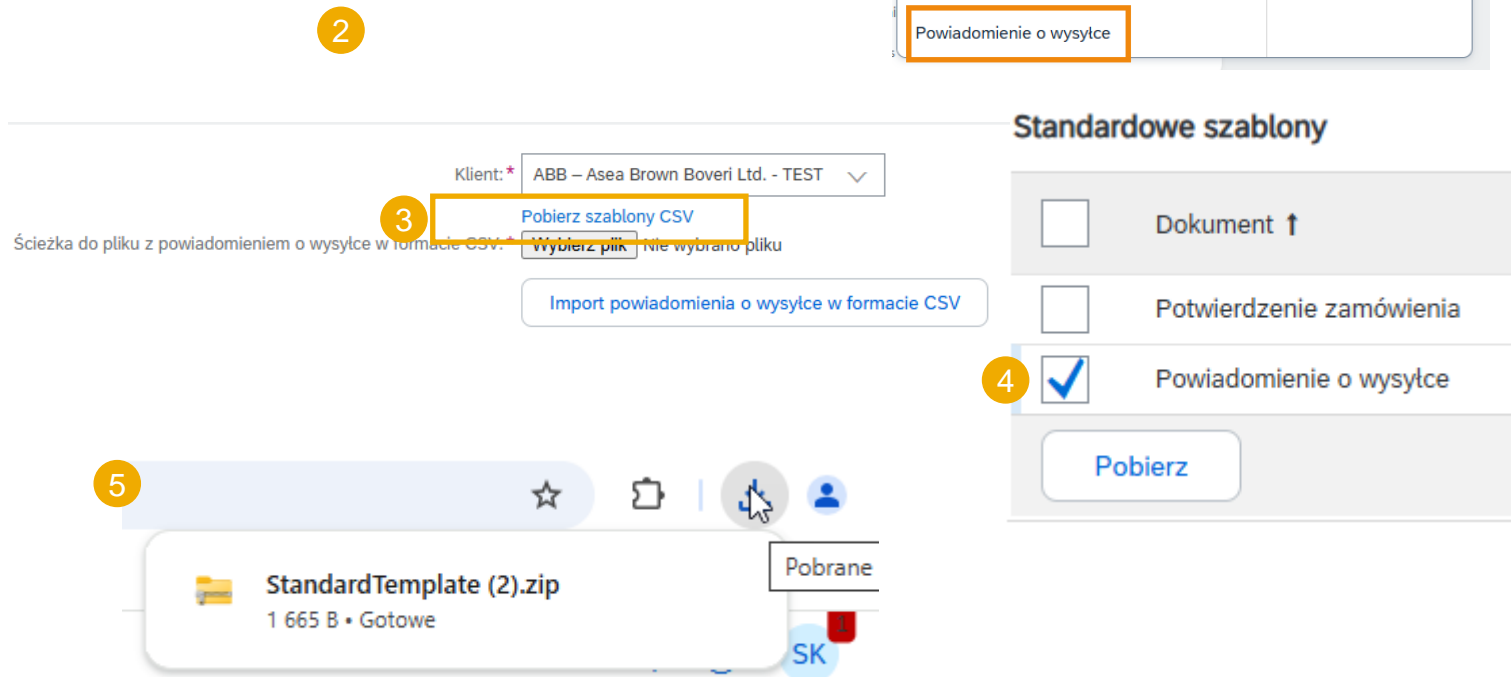 2
Powiadomienie o wysyłce
Standardowe szablony
Klient:* ABB – Asea Brown Boveri Ltd. - TEST
3
Pobierz szablony CSV
Ścieżka do pliku z powiadomieniem o wysyłce w formacie CSV:* Wybierz plik Nie wybrano pliku
Import powiadomienia o wysyłce w formacie CSV
Dokument ↑
Potwierdzenie zamówienia
4
Powiadomienie o wysyłce
Pobierz
5
Pobrane
StandardTemplate (2).zip
1 665 B • Gotowe
1
SK